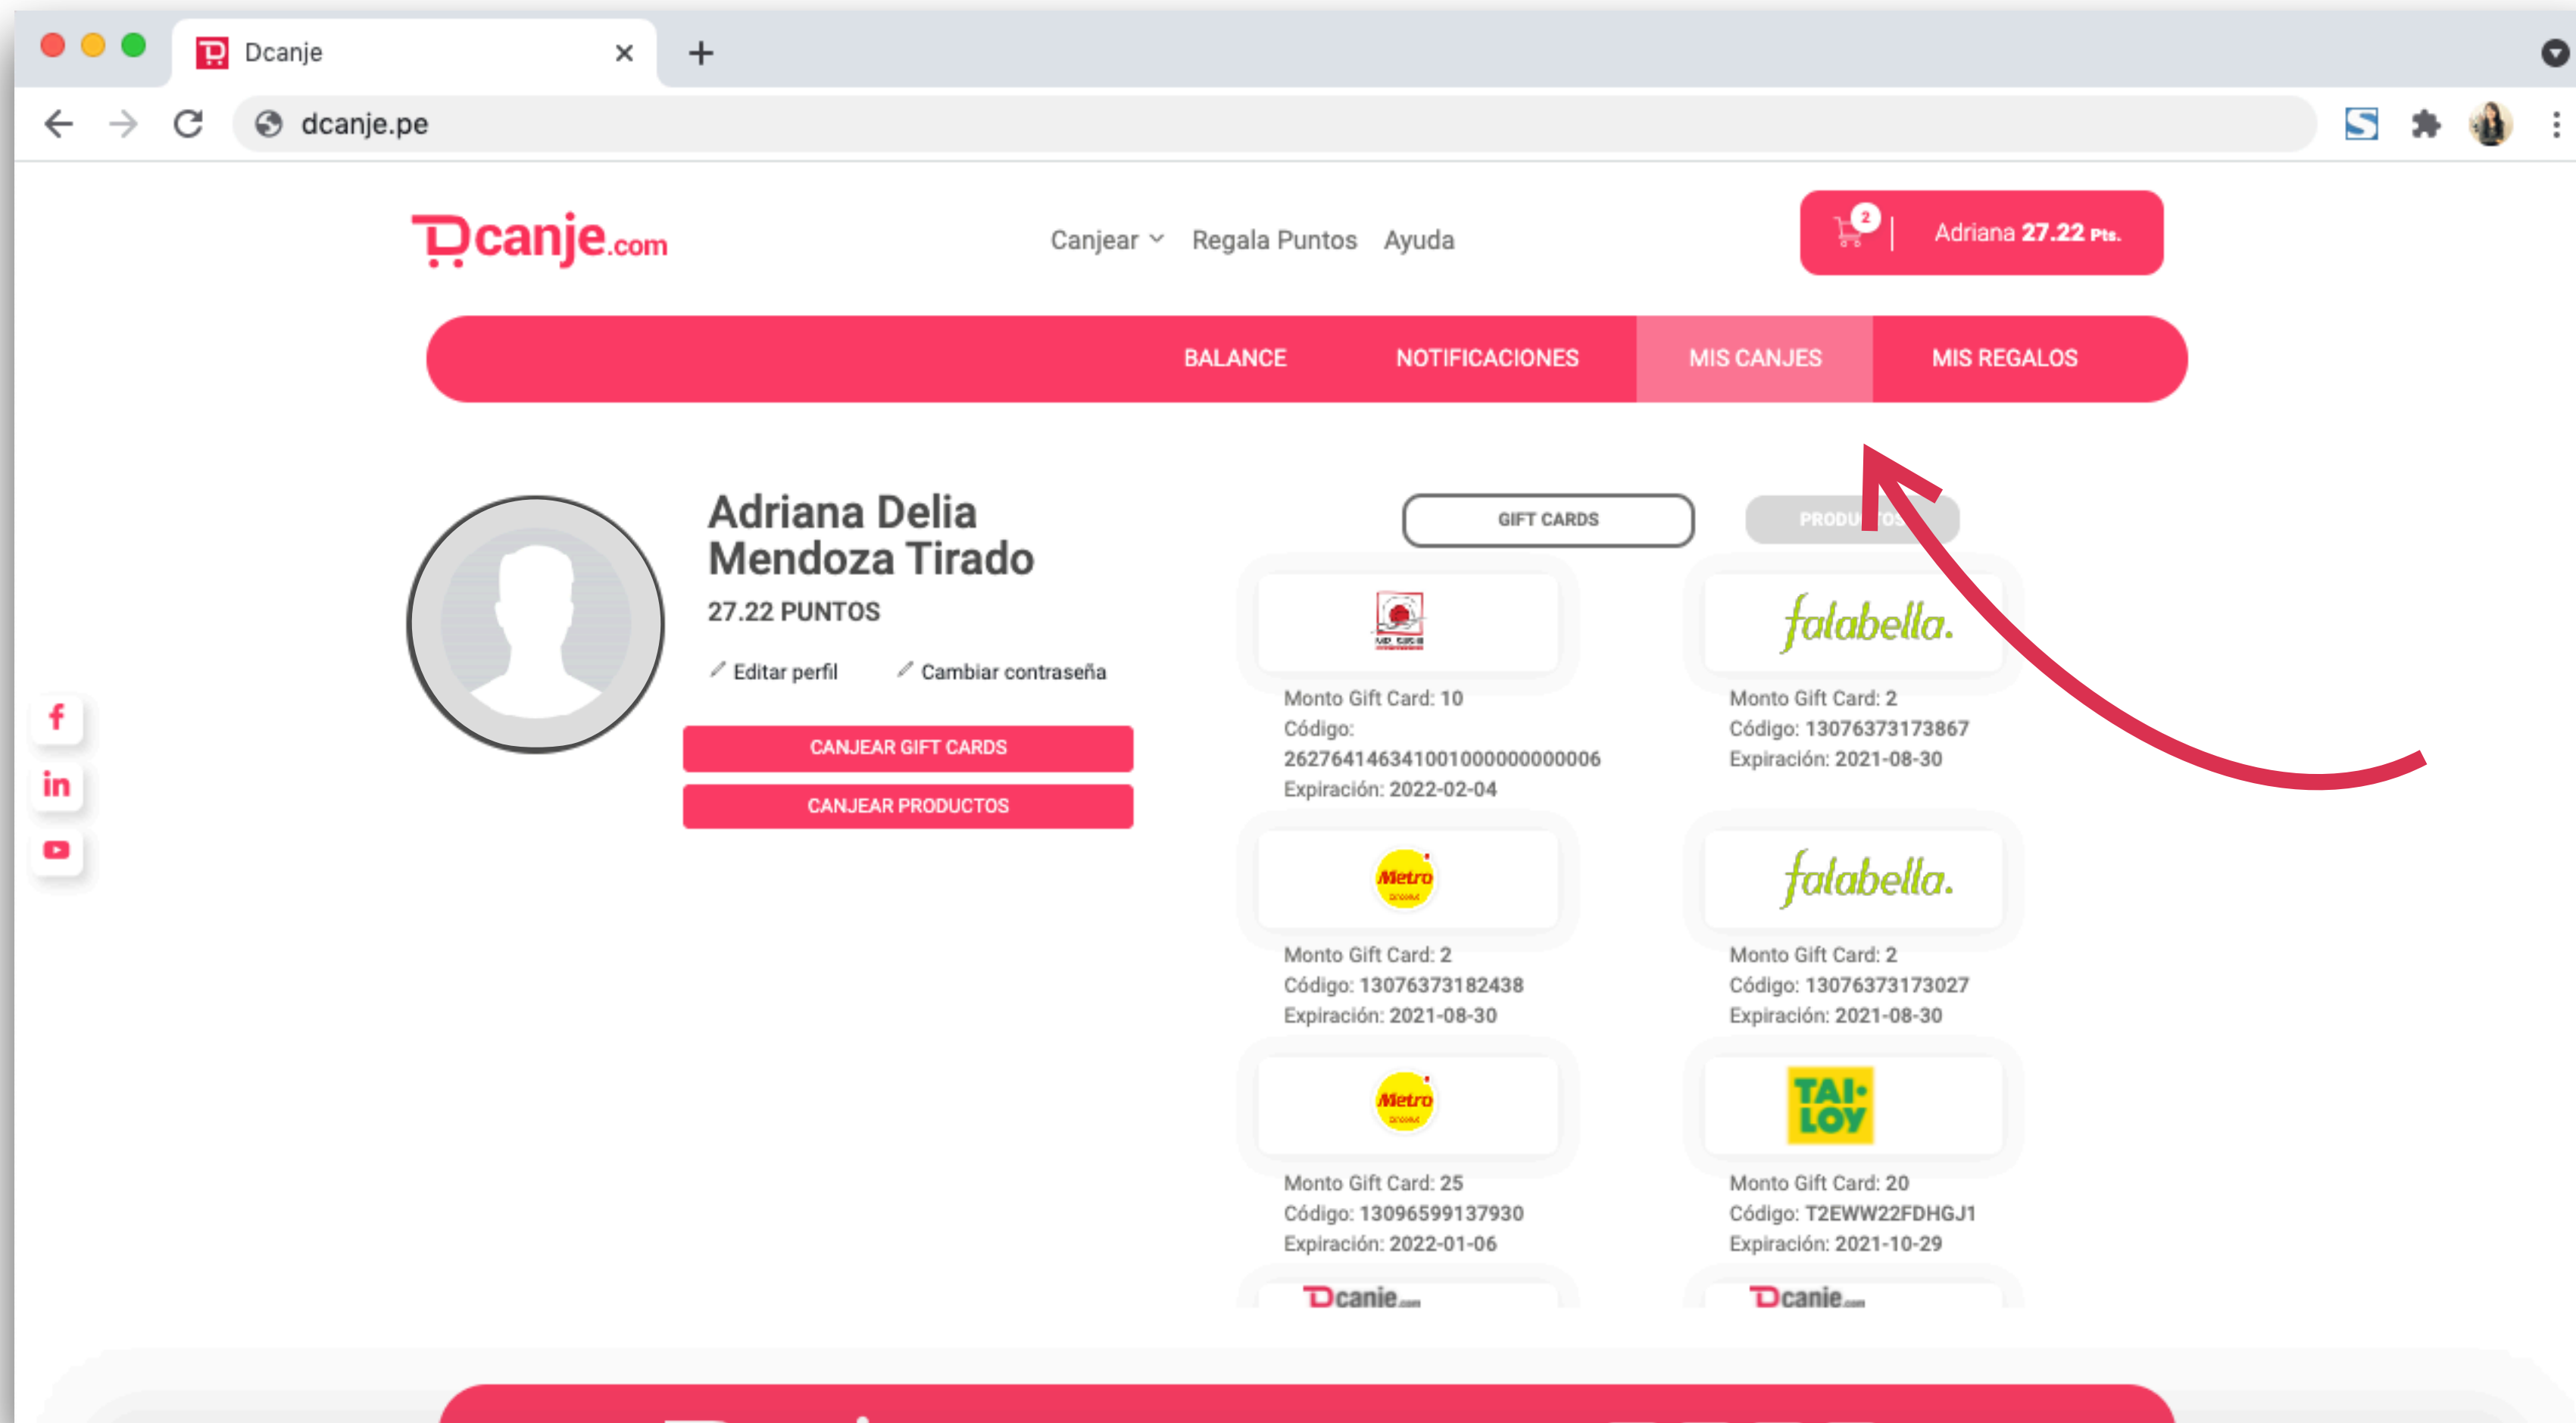 Dcanje
dcanje.pe
Dcanje.com
Canjear
Regala Puntos
Ayuda
2
Adriana 27.22 Pts.
BALANCE
NOTIFICACIONES
MIS CANJES
MIS REGALOS
Adriana Delia
Mendoza Tirado
27.22 PUNTOS
Editar perfil
Cambiar contraseña
CANJEAR GIFT CARDS
CANJEAR PRODUCTOS
GIFT CARDS
PRODUCTOS
falabella.
Monto Gift Card: 10
Código:
2627641463410010000000000006
Expiración: 2022-02-04
Monto Gift Card: 2
Código: 13076373173867
Expiración: 2021-08-30
Metro
falabella.
Monto Gift Card: 2
Código: 13076373182438
Expiración: 2021-08-30
Monto Gift Card: 2
Código: 13076373173027
Expiración: 2021-08-30
Metro
TAI·
LOY
Monto Gift Card: 25
Código: 13096599137930
Expiración: 2022-01-06
Monto Gift Card: 20
Código: T2EWW22FDHGJ1
Expiración: 2021-10-29
Dcanje.com
Dcanje.com
f
in